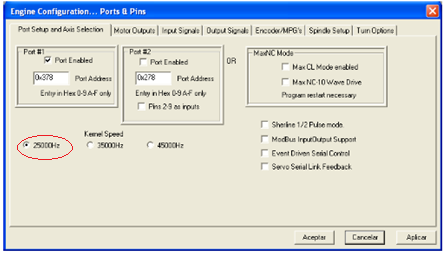 Engine Configuration... Ports & Pins
Port Setup and Axis Selection Motor Outputs Input Signals Output Signals Encoder/MPG's Spindle Setup Turn Options
Port #1
Port Enabled
0x378 Port Address
Entry in Hex 0-9 A-F only
Port #2
Port Enabled
0x278 Port Address
Entry in Hex 0-9 A-F only
Pins 2-9 as inputs
OR
MaxNC Mode
Max CL Mode enabled
Max NC-10 Wave Drive
Program restart necessary
Kernel Speed
25000Hz 35000Hz 45000Hz
Sherline 1/2 Pulse mode.
ModBus InputOutput Support
Event Driven Serial Control
Servo Serial Link Feedback
Aceptar Cancelar Aplicar